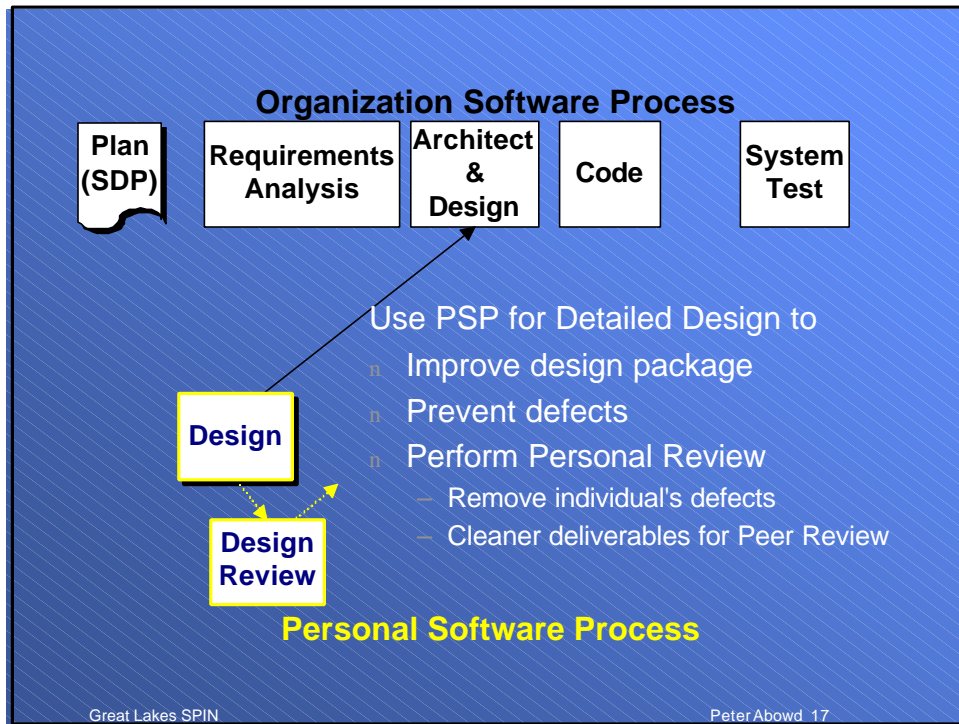 Organization Software Process
Plan
(SDP)
Requirements
Analysis
Architect
&
Design
Code
System
Test
Use PSP for Detailed Design to
n Improve design package
n Prevent defects
n Perform Personal Review
– Remove individual's defects
– Cleaner deliverables for Peer Review
Design
Design
Review
Personal Software Process
Great Lakes SPIN
Peter Abowd 17